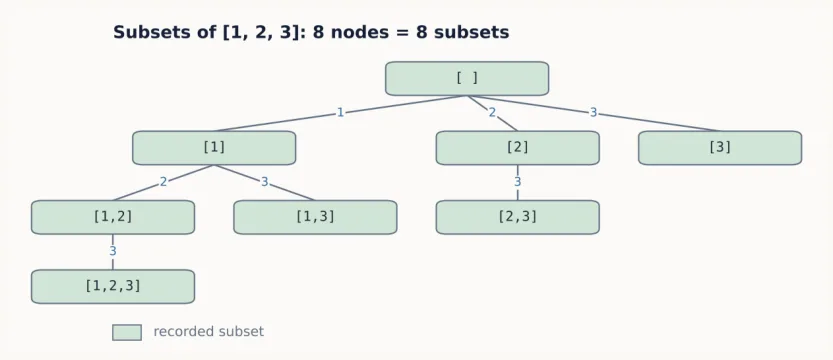 Subsets of [1, 2, 3]: 8 nodes = 8 subsets
[ ]
1 2 3
[1] [2] [3]
2 3 3
[1,2] [1,3] [2,3]
3
[1,2,3]
recorded subset